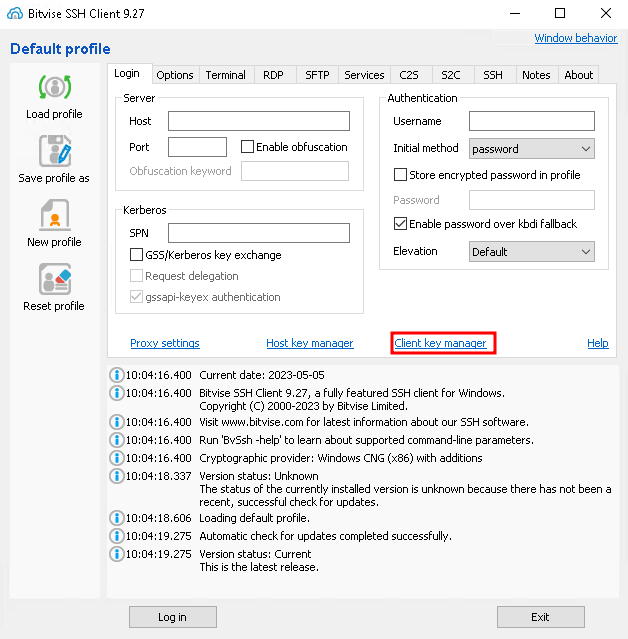 Bitvise SSH Client 9.27
Window behavior
Default profile
Load profile
Save profile as
New profile
Reset profile
Login
Options
Terminal
RDP
SFTP
Services
C2S
S2C
SSH
Notes
About
Server
Host
Port
Enable obfuscation
Obfuscation keyword
Kerberos
SPN
GSS/Kerberos key exchange
Request delegation
gssapi-keyex authentication
Authentication
Username
Initial method
password
Store encrypted password in profile
Password
Enable password over kbdi fallback
Elevation
Default
Proxy settings
Host key manager
Client key manager
Help
10:04:16.400 Current date: 2023-05-05
10:04:16.400 Bitvise SSH Client 9.27, a fully featured SSH client for Windows.
Copyright (C) 2000-2023 by Bitvise Limited.
10:04:16.400 Visit www.bitvise.com for latest information about our SSH software.
10:04:16.400 Run 'BvSsh -help' to learn about supported command-line parameters.
10:04:16.400 Cryptographic provider: Windows CNG (x86) with additions
10:04:18.337 Version status: Unknown
The status of the currently installed version is unknown because there has not been a
recent, successful check for updates.
10:04:18.606 Loading default profile.
10:04:19.275 Automatic check for updates completed successfully.
10:04:19.275 Version status: Current
This is the latest release.
Log in
Exit